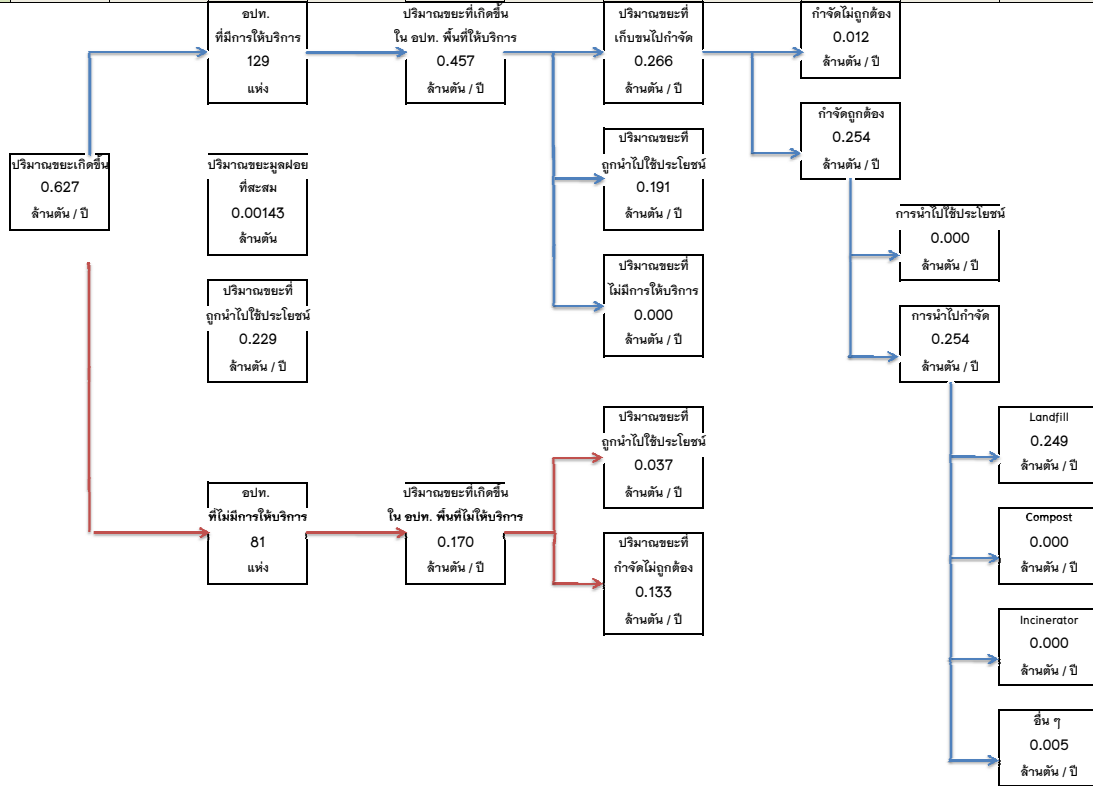 อปท.
ที่มีการให้บริการ
129
แห่ง
ปริมาณขยะที่เกิดขึ้น
ใน อปท. พื้นที่ให้บริการ
0.457
ล้านตัน / ปี
ปริมาณขยะที่
เก็บขนไปกำจัด
0.266
ล้านตัน / ปี
กำจัดไม่ถูกต้อง
0.012
ล้านตัน / ปี
กำจัดถูกต้อง
0.254
ล้านตัน / ปี
ปริมาณขยะเกิดขึ้น
0.627
ล้านตัน / ปี
ปริมาณขยะมูลฝอย
ที่สะสม
0.00143
ล้านตัน
ปริมาณขยะที่
ถูกนำไปใช้ประโยชน์
0.191
ล้านตัน / ปี
การนำไปใช้ประโยชน์
0.000
ล้านตัน / ปี
ปริมาณขยะที่
ถูกนำไปใช้ประโยชน์
0.229
ล้านตัน / ปี
ปริมาณขยะที่
ไม่มีการให้บริการ
0.000
ล้านตัน / ปี
การนำไปกำจัด
0.254
ล้านตัน / ปี
ปริมาณขยะที่
ถูกนำไปใช้ประโยชน์
0.037
ล้านตัน / ปี
Landfill
0.249
ล้านตัน / ปี
อปท.
ที่ไม่มีการให้บริการ
81
แห่ง
ปริมาณขยะที่เกิดขึ้น
ใน อปท. พื้นที่ไม่ให้บริการ
0.170
ล้านตัน / ปี
ปริมาณขยะที่
กำจัดไม่ถูกต้อง
0.133
ล้านตัน / ปี
Compost
0.000
ล้านตัน / ปี
Incinerator
0.000
ล้านตัน / ปี
อื่น ๆ
0.005
ล้านตัน / ปี